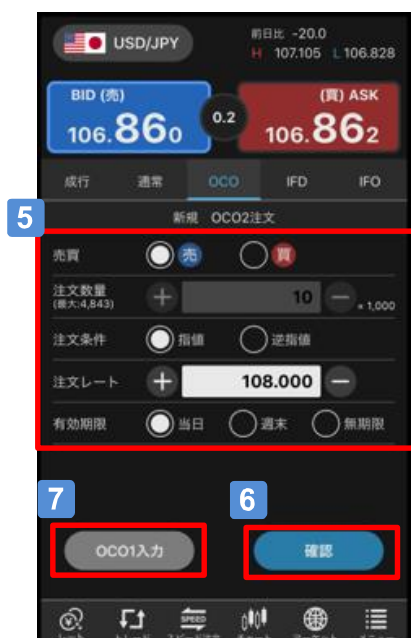 USD/JPY
前日比 -20.0
H 107.105 L 106.828
BID (売)
(買) ASK
106.860
0.2
106.862
成行 通常 OCO IFD IFO
5
新規 OCO2注文
売買 売 買
注文数量 10 × 1,000
(最大:4,843)
注文条件 指値 逆指値
注文レート 108.000
有効期限 当日 週末 無期限
7
6
OCO1入力
確認
SPEED